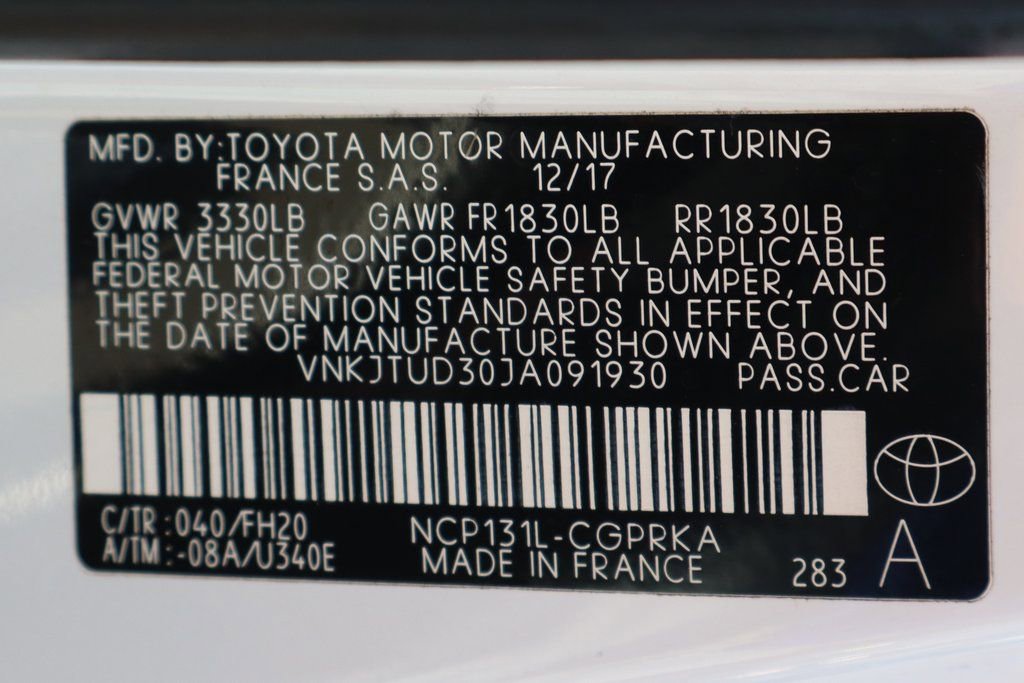 MFD. BY:TOYOTA MOTOR MANUFACTURING
FRANCE S.A.S. 12/17
GVWR 3330LB GAWR FR1830LB RR1830LB
THIS VEHICLE CONFORMS TO ALL APPLICABLE
FEDERAL MOTOR VEHICLE SAFETY BUMPER, AND
THEFT PREVENTION STANDARDS IN EFFECT ON
THE DATE OF MANUFACTURE SHOWN ABOVE.
VNKJTUD30JA091930 PASS.CAR
C/TR :040/FH20 NCP131L-CGPRKA
A/TM :-08A/U340E MADE IN FRANCE 283 A